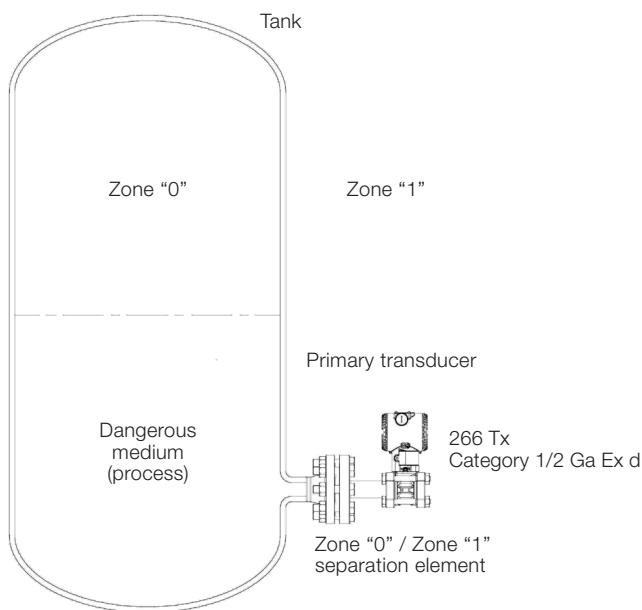 Tank
Zone “0”
Zone “1”
Primary transducer
Dangerous
medium
(process)
266 Tx
Category 1/2 Ga Ex d
Zone “0” / Zone “1”
separation element